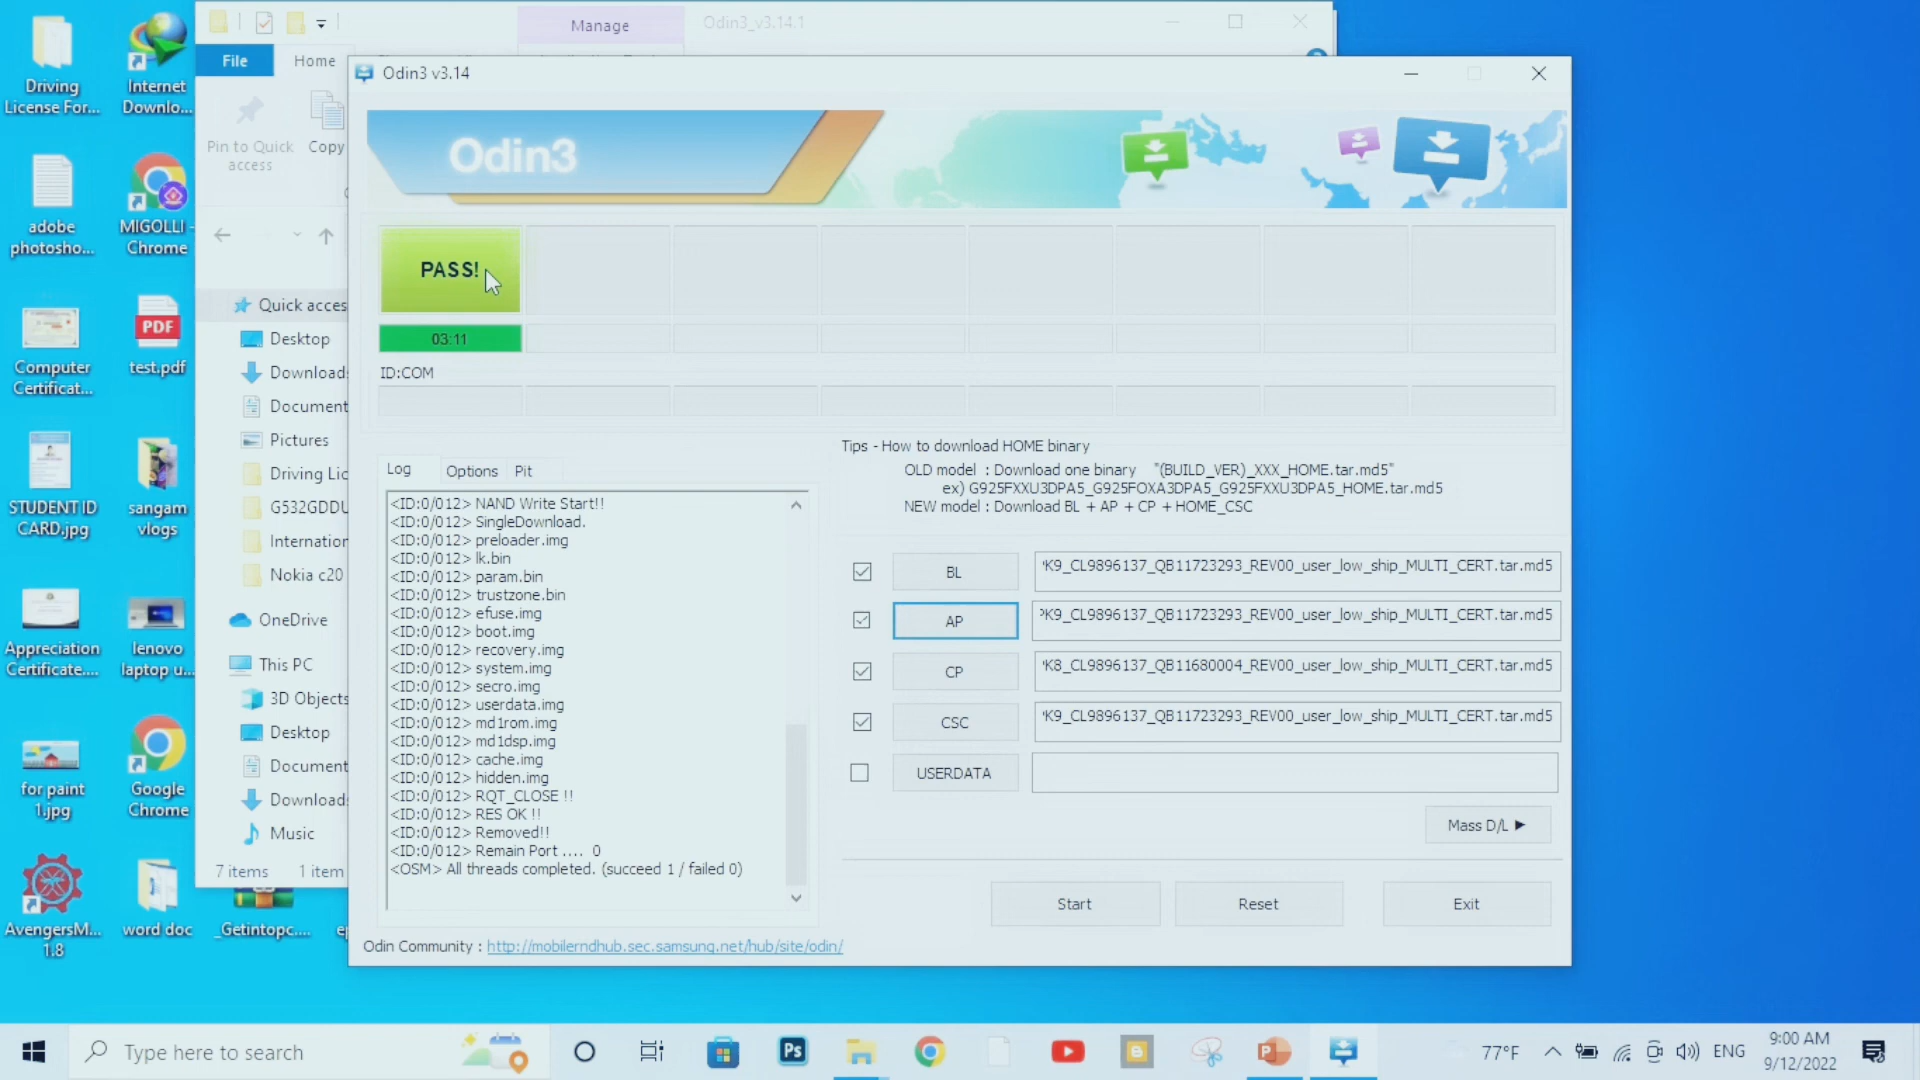 Driving
License For...
Internet
Downlo...
adobe
photosho...
MIGOLLI -
Chrome
Computer
Certificat...
PDF
test.pdf
STUDENT ID
CARD.jpg
sangam
vlogs
Appreciation
Certificate....
lenovo
laptop u...
for paint
1.jpg
Google
Chrome
AvengersM...
1.8
word doc
_Getintopc....
Manage
Odin3_v3.14.1
File
Home
Pin to Quick
access
Copy
Quick acces
Desktop
Download
Document
Pictures
Driving Lic
G532GDDU
Internation
Nokia c20
OneDrive
This PC
3D Objects
Desktop
Document
Download
Music
7 items
1 item
Odin3 v3.14
Odin3
PASS!
03:11
ID:COM
Log
Options
Pit
<ID:0/012> NAND Write Start!!
<ID:0/012> SingleDownload.
<ID:0/012> preloader.img
<ID:0/012> lk.bin
<ID:0/012> param.bin
<ID:0/012> trustzone.bin
<ID:0/012> efuse.img
<ID:0/012> boot.img
<ID:0/012> recovery.img
<ID:0/012> system.img
<ID:0/012> secro.img
<ID:0/012> userdata.img
<ID:0/012> md1rom.img
<ID:0/012> md1dsp.img
<ID:0/012> cache.img
<ID:0/012> hidden.img
<ID:0/012> RQT_CLOSE !!
<ID:0/012> RES OK !!
<ID:0/012> Removed!!
<ID:0/012> Remain Port .... 0
<OSM> All threads completed. (succeed 1 / failed 0)
Tips - How to download HOME binary
OLD model : Download one binary "(BUILD_VER)_XXX_HOME.tar.md5"
ex) G925FXXU3DPA5_G925FOXA3DPA5_G925FXXU3DPA5_HOME.tar.md5
NEW model : Download BL + AP + CP + HOME_CSC
BL
K9_CL9896137_QB11723293_REV00_user_low_ship_MULTI_CERT.tar.md5
AP
K9_CL9896137_QB11723293_REV00_user_low_ship_MULTI_CERT.tar.md5
CP
K8_CL9896137_QB11680004_REV00_user_low_ship_MULTI_CERT.tar.md5
CSC
K9_CL9896137_QB11723293_REV00_user_low_ship_MULTI_CERT.tar.md5
USERDATA
Mass D/L
Start
Reset
Exit
Odin Community : http://mobilerndhub.sec.samsung.net/hub/site/odin/
Type here to search
Ps
77°F
ENG
9:00 AM
9/12/2022